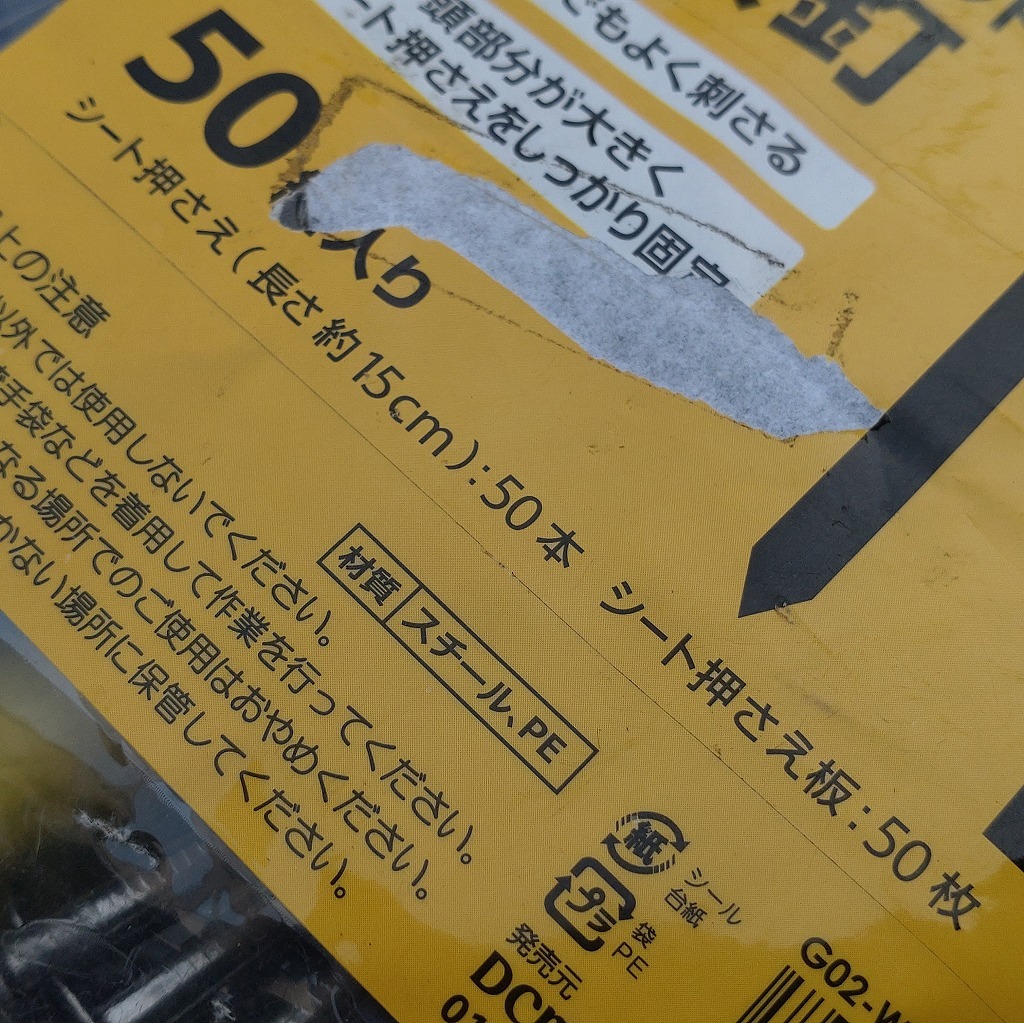 釘
でもよく刺さる
頭部分が大きく
ート押さえをしっかり固定
50 入り
シート押さえ(長さ約15cm):50本 シート押さえ板:50枚
上の注意
以外では使用しないでください。
手袋などを着用して作業を行ってください。
なる場所でのご使用はおやめください。
かない場所に保管してください。
材質 スチール、PE
紙 シール台紙
プラ 袋PE
発売元
DCm
01
G02-W